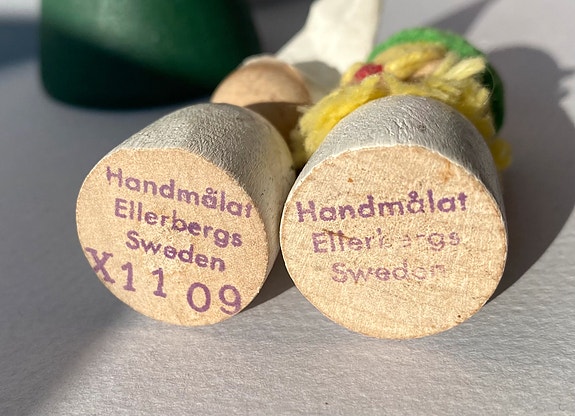 Handmålat
Ellerbergs
Sweden
X11 09
Handmålat
Ellerbergs
Sweden